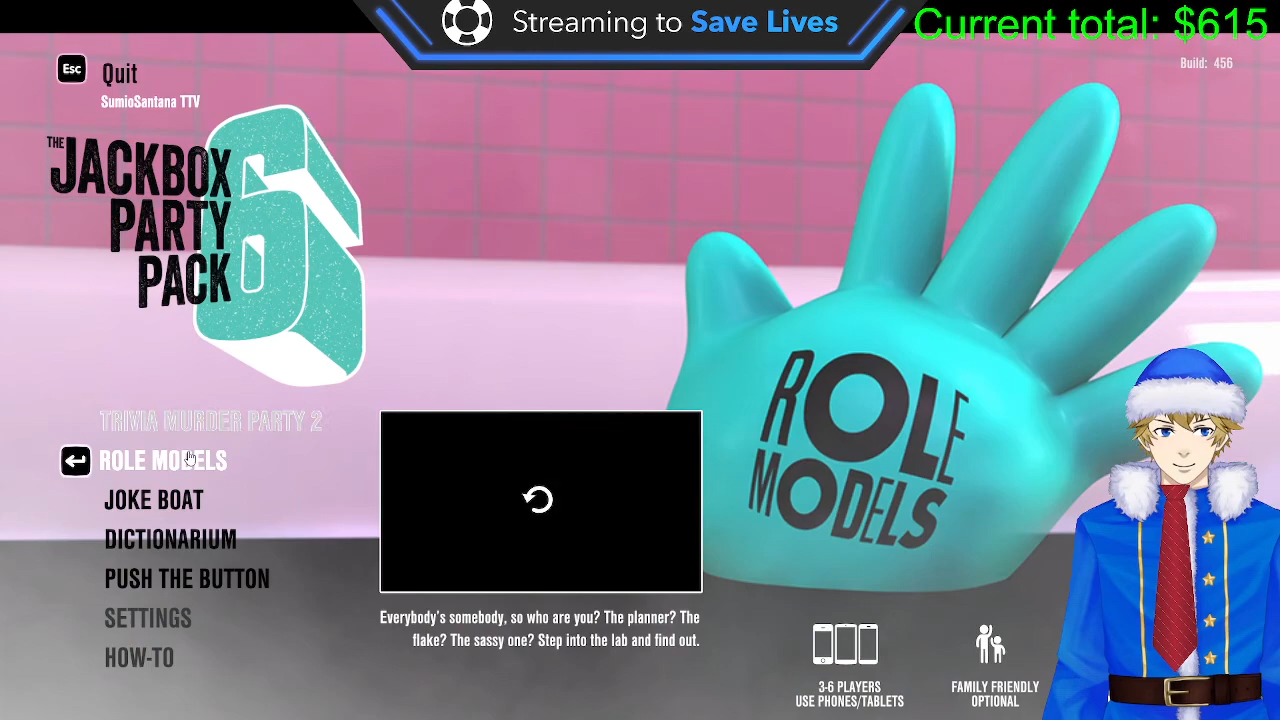 Streaming to Save Lives
Current total: $615
Esc Quit
SumioSantana TTV
Build: 456
THE
JACKBOX
PARTY
PACK
6
TRIVIA MURDER PARTY 2
ROLE MODELS
JOKE BOAT
DICTIONARIUM
PUSH THE BUTTON
SETTINGS
HOW-TO
ROLE
MODELS
Everybody's somebody, so who are you? The planner? The
flake? The sassy one? Step into the lab and find out.
3-6 PLAYERS
USE PHONES/TABLETS
FAMILY FRIENDLY
OPTIONAL